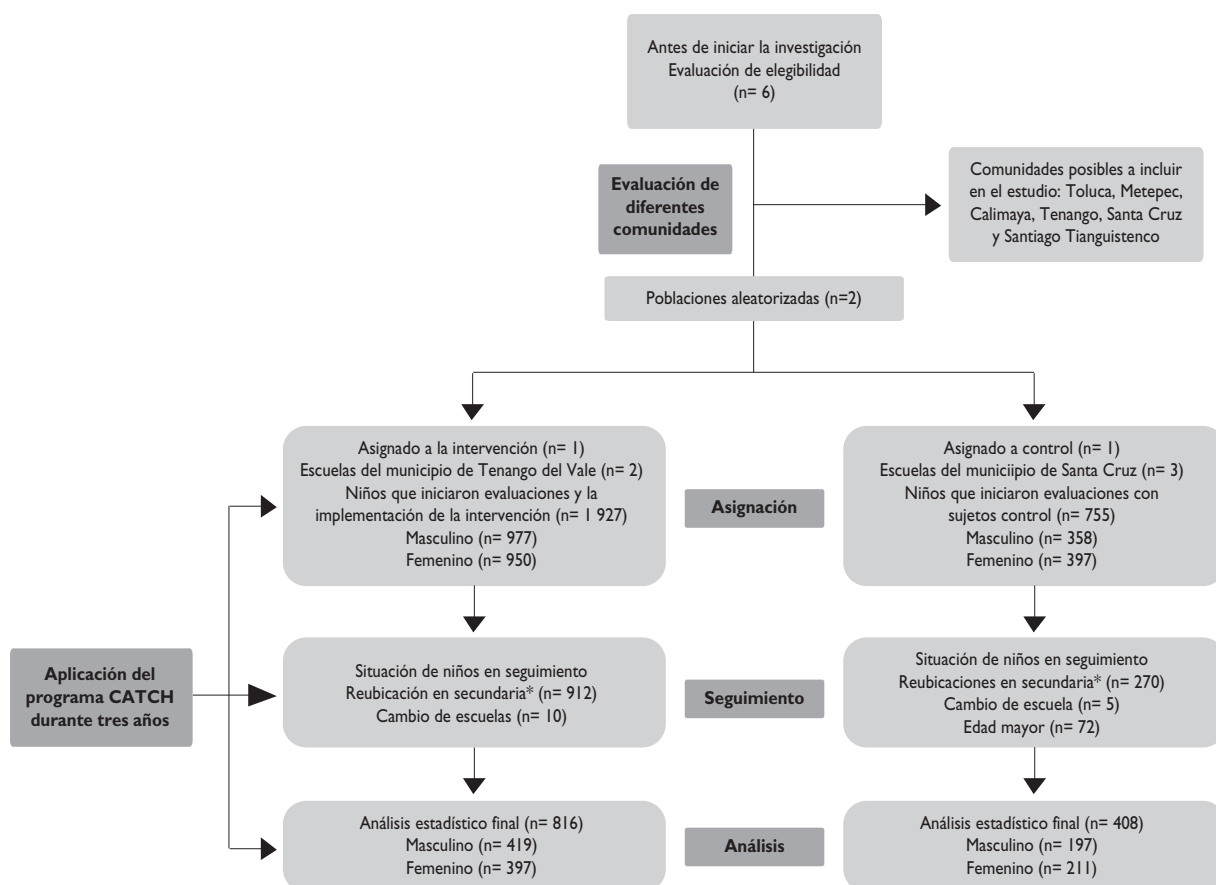 Antes de iniciar la investigación
Evaluación de elegibilidad
(n= 6)
Evaluación de
diferentes
comunidades
Comunidades posibles a incluir
en el estudio: Toluca, Metepec,
Calimaya, Tenango, Santa Cruz
y Santiago Tianguistenco
Poblaciones aleatorizadas (n=2)
Asignado a la intervención (n= 1)
Escuelas del municipio de Tenango del Vale (n= 2)
Niños que iniciaron evaluaciones y la
implementación de la intervención (n= 1 927)
Masculino (n= 977)
Femenino (n= 950)
Asignación
Asignado a control (n= 1)
Escuelas del municiipio de Santa Cruz (n= 3)
Niños que iniciaron evaluaciones con
sujetos control (n= 755)
Masculino (n= 358)
Femenino (n= 397)
Aplicación del
programa CATCH
durante tres años
Situación de niños en seguimiento
Reubicación en secundaria* (n= 912)
Cambio de escuelas (n= 10)
Seguimiento
Situación de niños en seguimiento
Reubicaciones en secundaria* (n= 270)
Cambio de escuela (n= 5)
Edad mayor (n= 72)
Análisis estadístico final (n= 816)
Masculino (n= 419)
Femenino (n= 397)
Análisis
Análisis estadístico final (n= 408)
Masculino (n= 197)
Femenino (n= 211)